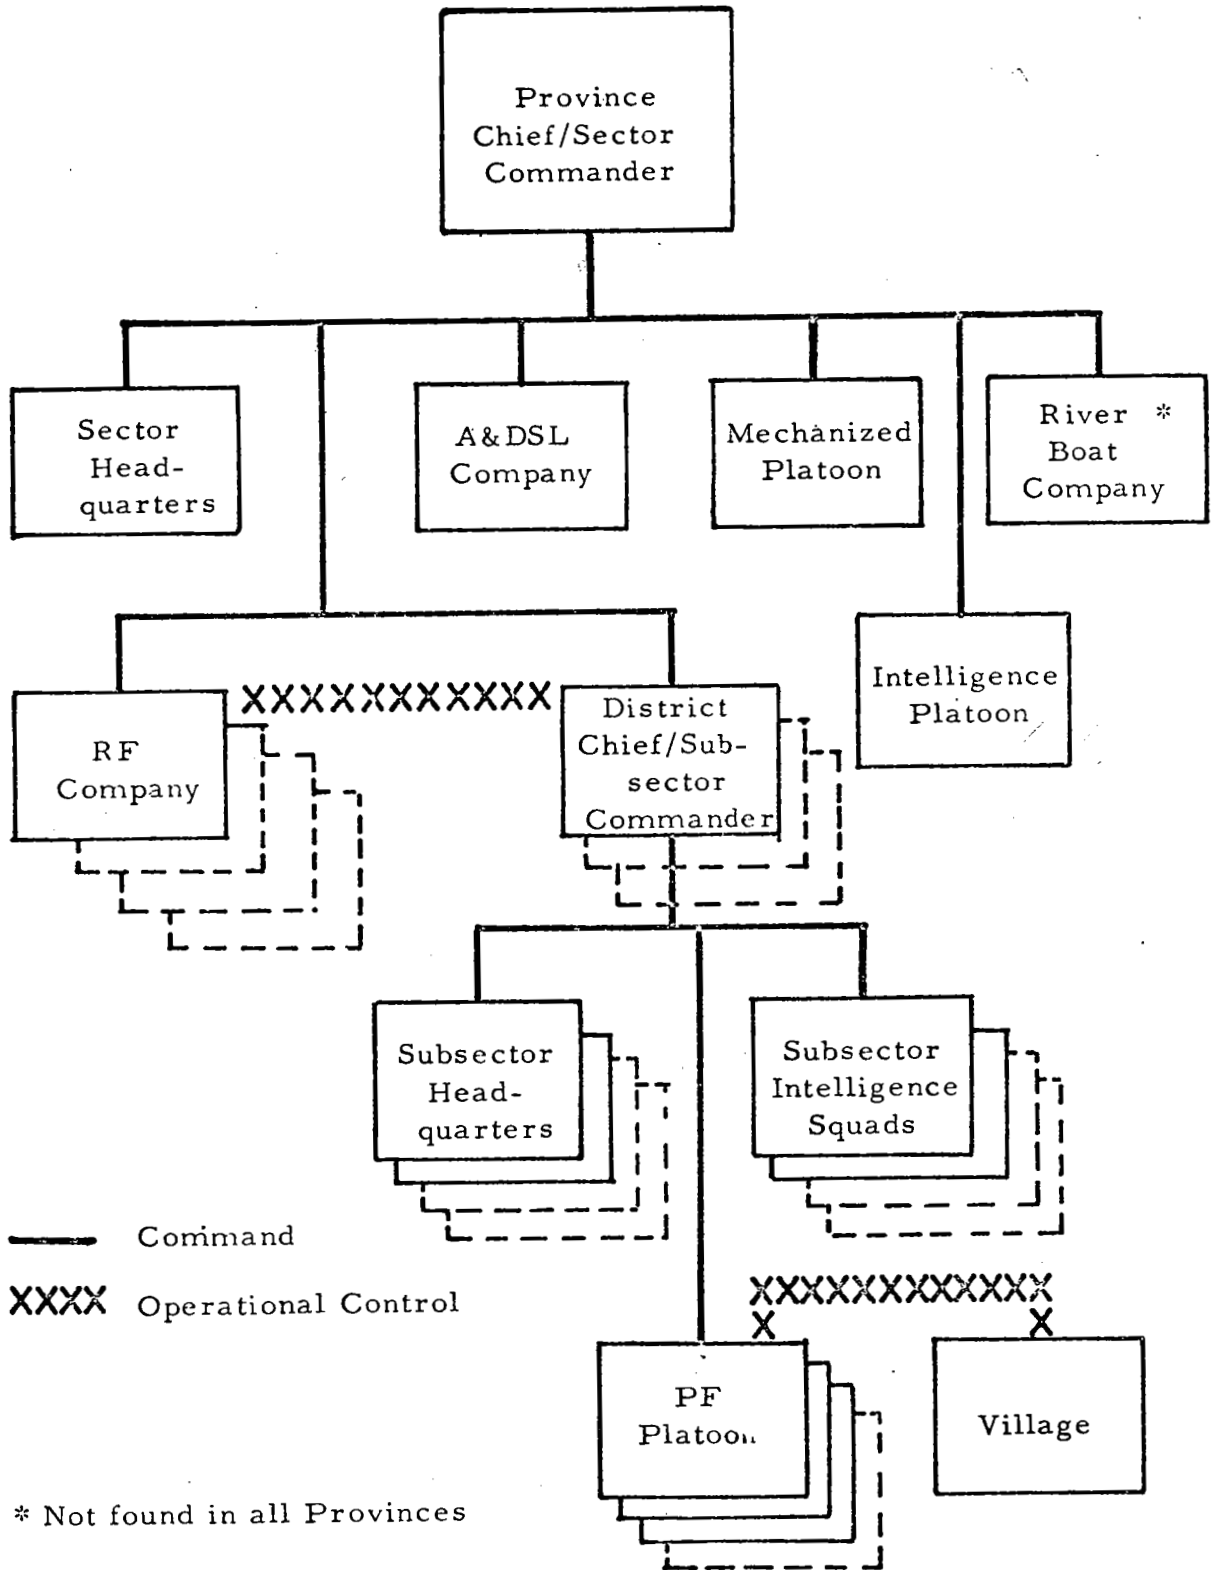 Province
Chief/Sector
Commander
Sector
Head-
quarters
A&DSL
Company
Mechanized
Platoon
River *
Boat
Company
RF
Company
XXXXXXXXXXX
District
Chief/Sub-
sector
Commander
Intelligence
Platoon
Subsector
Head-
quarters
Subsector
Intelligence
Squads
Command
XXXX Operational Control
XXXXXXXXXXXX
X X
PF
Platoon
Village
* Not found in all Provinces